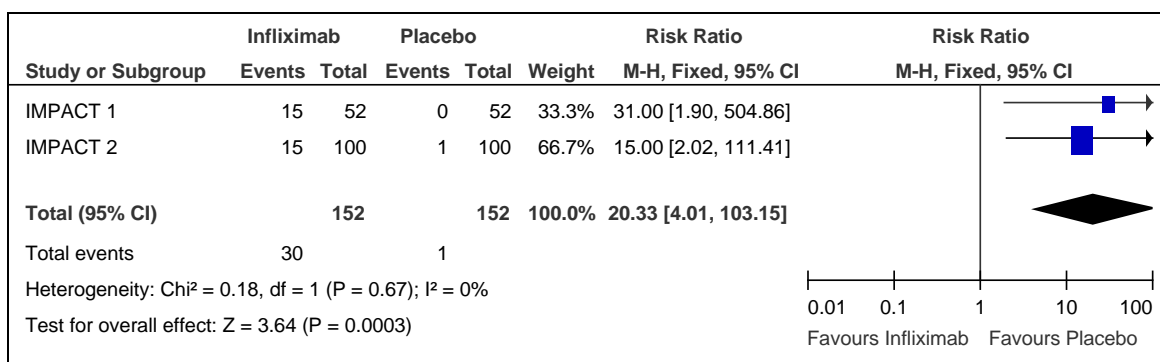 Infliximab Placebo Risk Ratio Risk Ratio
Study or Subgroup Events Total Events Total Weight M-H, Fixed, 95% CI M-H, Fixed, 95% CI
IMPACT 1 15 52 0 52 33.3% 31.00 [1.90, 504.86]
IMPACT 2 15 100 1 100 66.7% 15.00 [2.02, 111.41]
Total (95% CI) 152 152 100.0% 20.33 [4.01, 103.15]
Total events 30 1
Heterogeneity: Chi² = 0.18, df = 1 (P = 0.67); I² = 0%
Test for overall effect: Z = 3.64 (P = 0.0003)
0.01 0.1 1 10 100
Favours Infliximab Favours Placebo